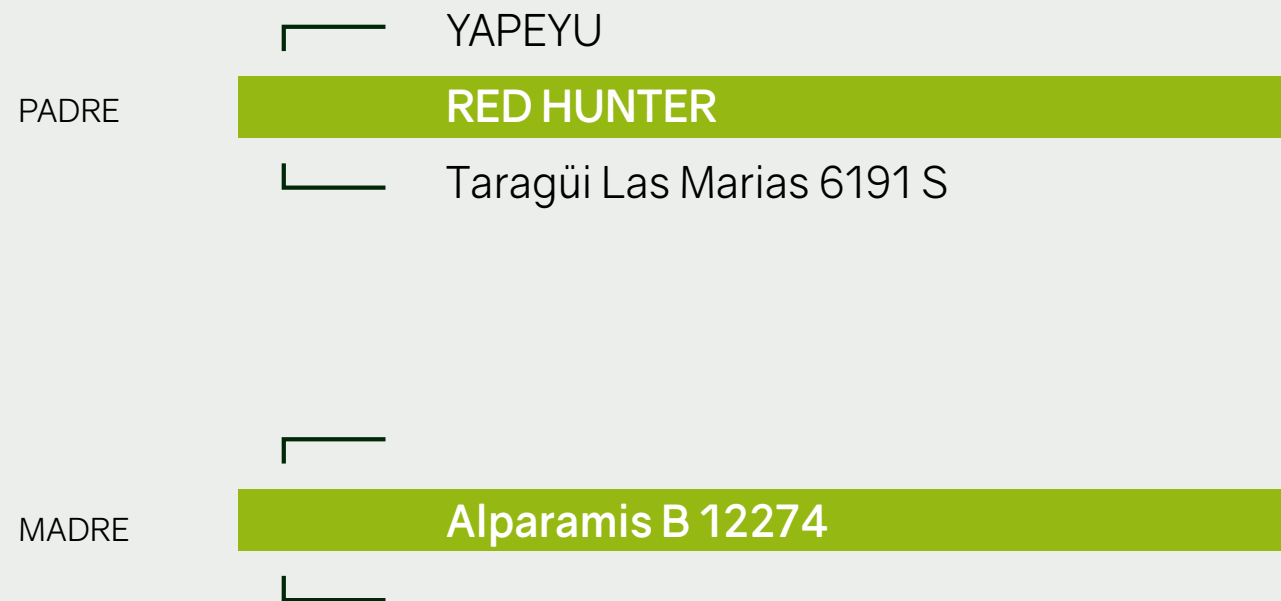 YAPEYU
PADRE
RED HUNTER
Taragüi Las Marias 6191 S
MADRE
Alparamis B 12274